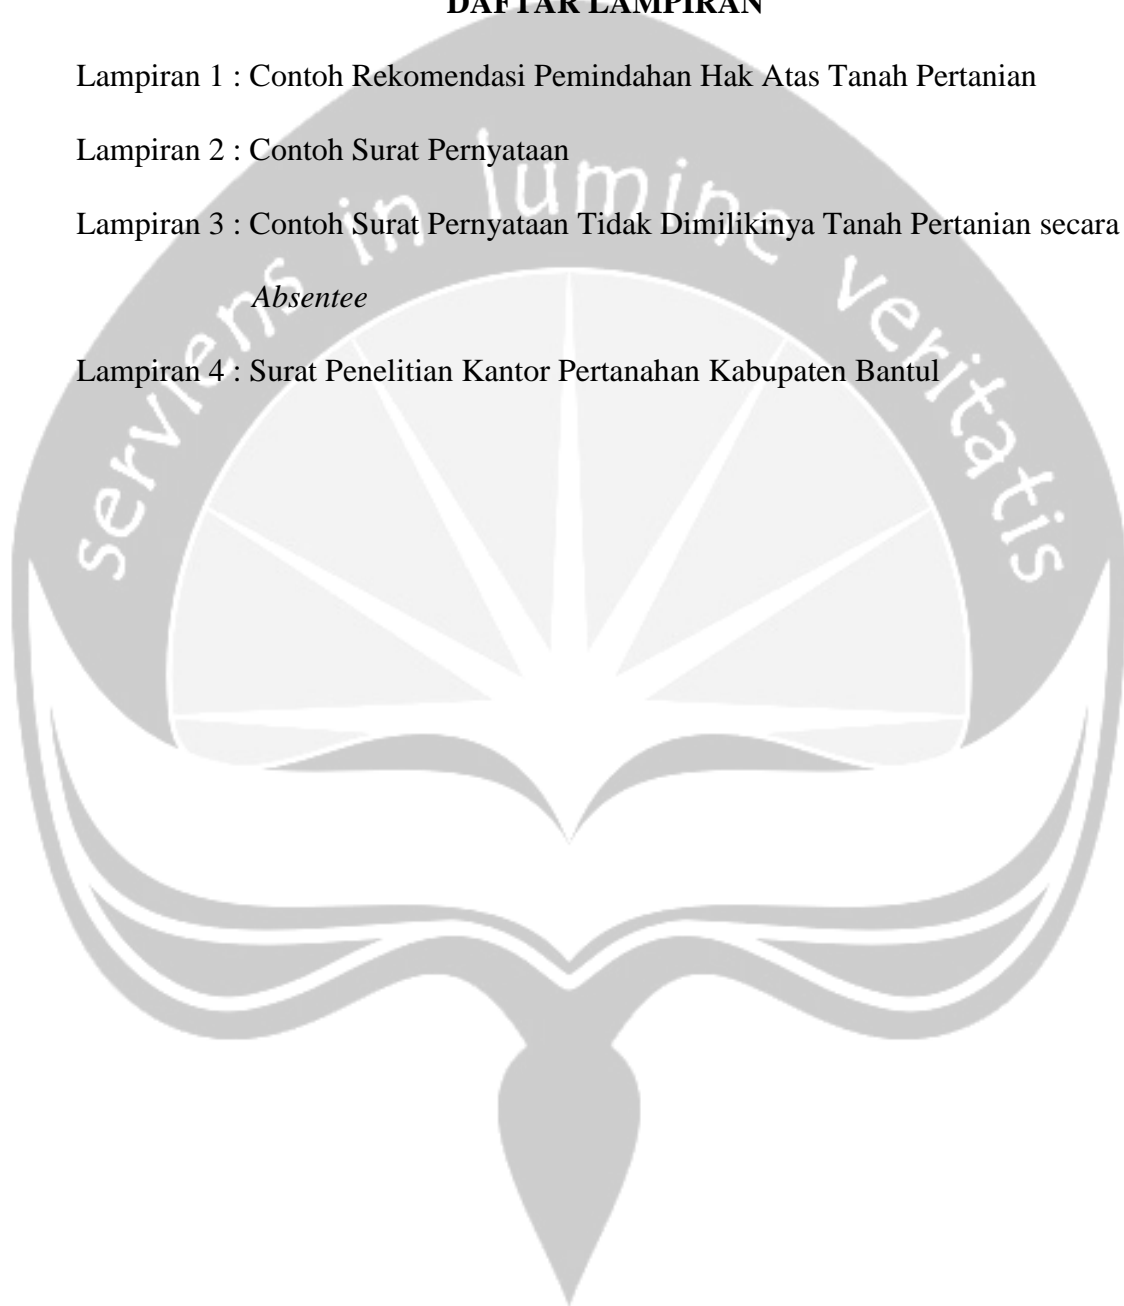 DAFTAR LAMPIRAN
Lampiran 1 : Contoh Rekomendasi Pemindahan Hak Atas Tanah Pertanian
Lampiran 2 : Contoh Surat Pernyataan
Lampiran 3 : Contoh Surat Pernyataan Tidak Dimilikinya Tanah Pertanian secara
Absentee
Lampiran 4 : Surat Penelitian Kantor Pertanahan Kabupaten Bantul
serviens in lumine veritatis